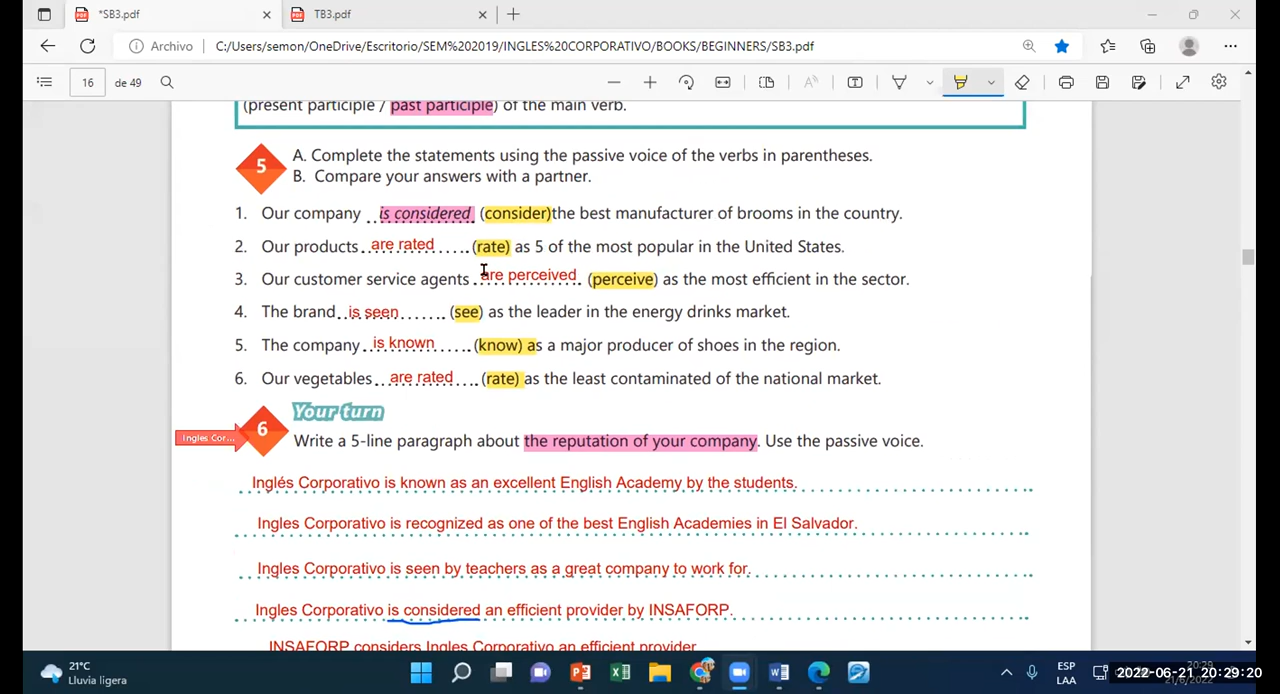 *SB3.pdf
TB3.pdf
Archivo
C:/Users/semon/OneDrive/Escritorio/SEM%202019/INGLES%20CORPORATIVO/BOOKS/BEGINNERS/SB3.pdf
16 de 49
(present participle / past participle) of the main verb.
5
A. Complete the statements using the passive voice of the verbs in parentheses.
B. Compare your answers with a partner.
1. Our company ...is considered. (consider)the best manufacturer of brooms in the country.
2. Our products ..are rated..... (rate) as 5 of the most popular in the United States.
3. Our customer service agents .are perceived. (perceive) as the most efficient in the sector.
4. The brand..is seen....... (see) as the leader in the energy drinks market.
5. The company ..is known..... (know) as a major producer of shoes in the region.
6. Our vegetables...are rated.... (rate) as the least contaminated of the national market.
Your turn
6
Ingles Cor...
Write a 5-line paragraph about the reputation of your company. Use the passive voice.
Inglés Corporativo is known as an excellent English Academy by the students.
Ingles Corporativo is recognized as one of the best English Academies in El Salvador.
Ingles Corporativo is seen by teachers as a great company to work for.
Ingles Corporativo is considered an efficient provider by INSAFORP.
INSAFORP considers Ingles Corporativo an efficient provider
21°C
Lluvia ligera
ESP
LAA
2022-06-21 20:29:20